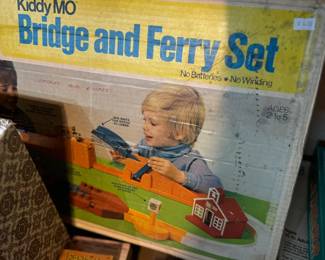 Kiddy MO
Bridge and Ferry Set
No Batteries • No Winding
AGES
2 to 5